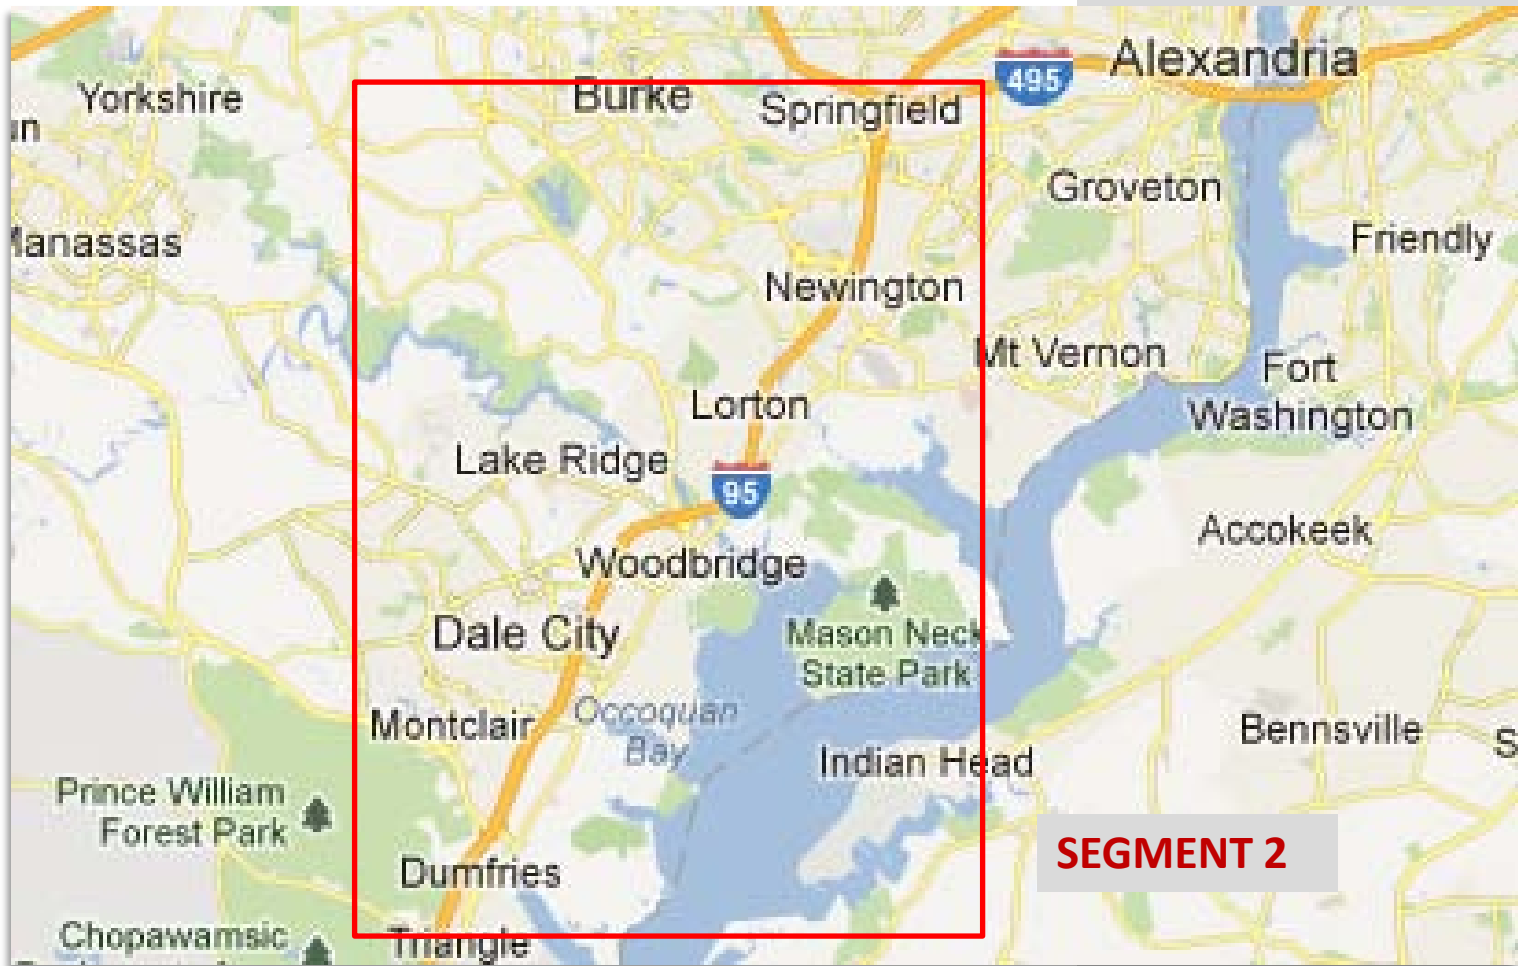 Alexandria
495
Burke
Yorkshire
Springfield
un
Groveton
Friendly
Manassas
Newington
Mt Vernon
Fort
Washington
Lorton
Lake Ridge
95
Accokeek
Woodbridge
Dale City
Mason Neck
State Park
Occoquan
Bay
Montclair
Bennsville
S
Indian Head
Prince William
Forest Park
SEGMENT 2
Dumfries
Chopawamsic
Triangle